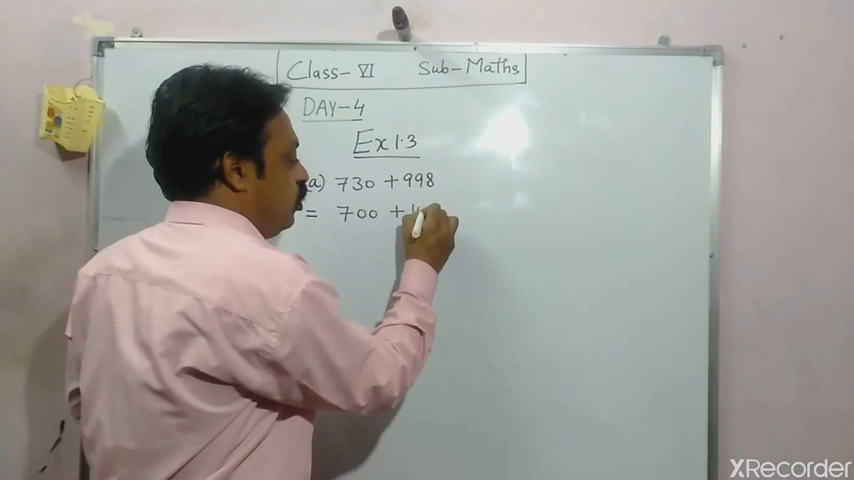 Class-VI Sub-Maths
DAY-4
Ex 1.3
(a) 730 +998
= 700 +
XRecorder